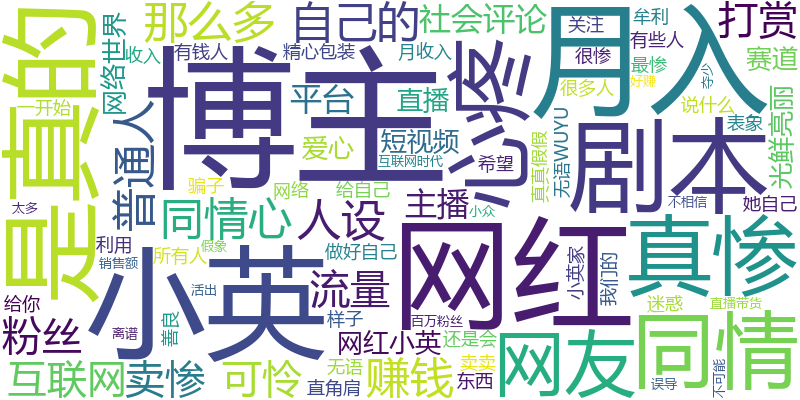 那么多
自己的
社会评论
关注
牟利
打赏
网络世界
收入
有钱人
精心包装
月收入
很惨
有些人
赛道
是真的
博主
心疼
月入
一开始
平台
直播
很多人
最惨
好赚
夺少
说什么
普通人
爱心
短视频
互联网时代
希望
真真假假
无语WUYU
剧本
表象
光鲜亮丽
骗子
网络
给自己
太多
同情心
人设
主播
小众
不相信
她自己
利用
所有人
假象
做好自己
小英
网红
真惨
销售额
活出
流量
小英家
我们的
给你
善良
样子
百万粉丝
迷惑
直播带货
粉丝
离谱
网红小英
还是会
网友
同情
互联网
卖惨
可怜
无语
直角肩
赚钱
卖卖
东西
误导
不可能